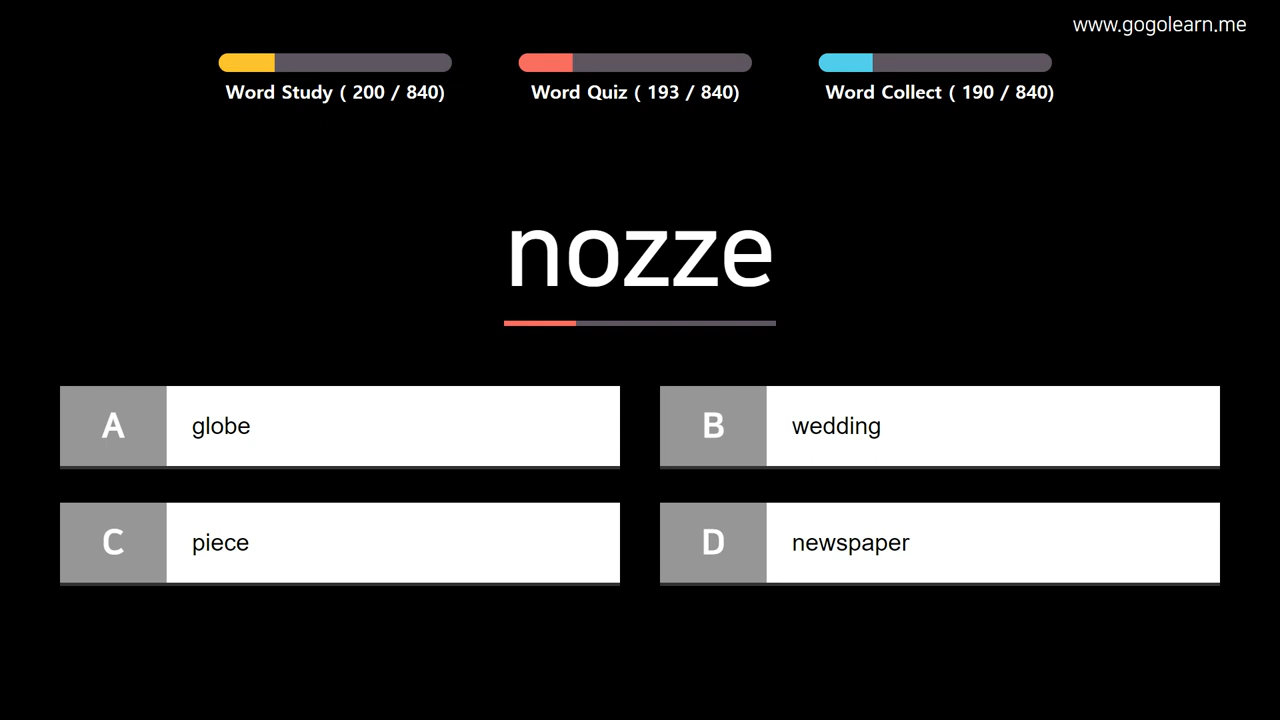 www.gogolearn.me
Word Study ( 200 / 840)
Word Quiz ( 193 / 840)
Word Collect ( 190 / 840)
nozze
A globe
B wedding
C piece
D newspaper